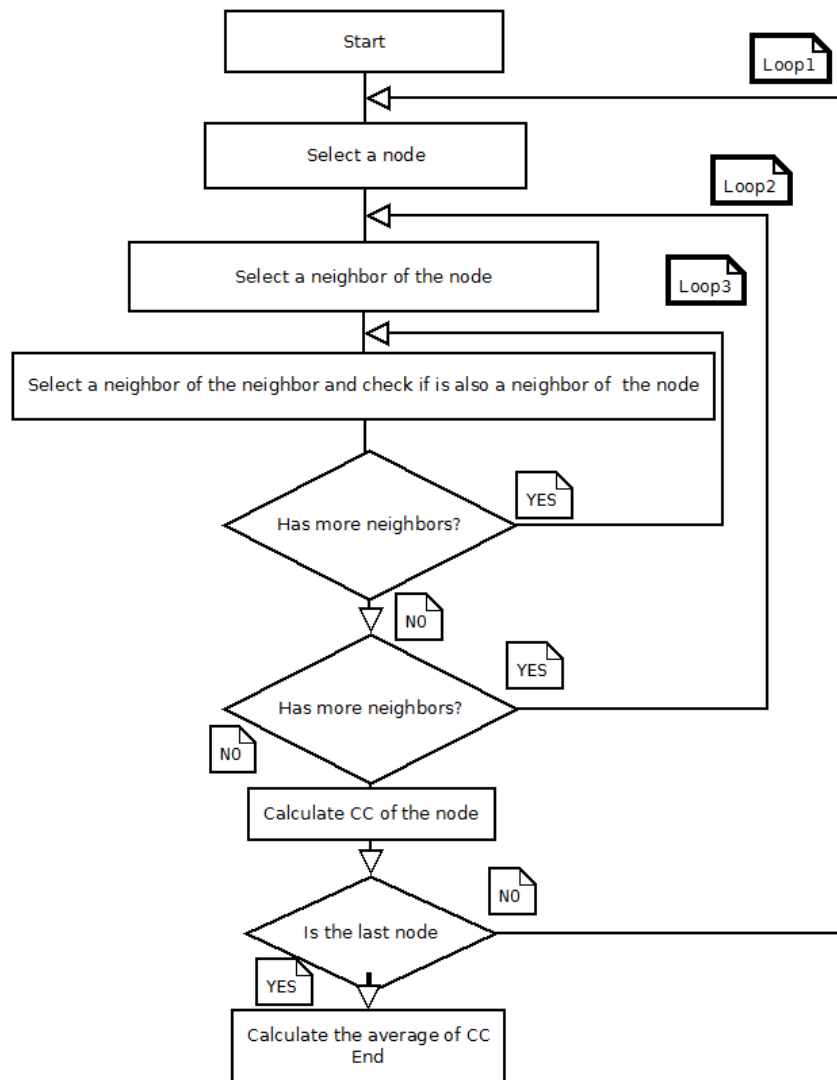 Start
Loop1
Select a node
Loop2
Select a neighbor of the node
Loop3
Select a neighbor of the neighbor and check if is also a neighbor of the node
Has more neighbors?
YES
NO
Has more neighbors?
YES
NO
Calculate CC of the node
Is the last node
NO
YES
Calculate the average of CC
End